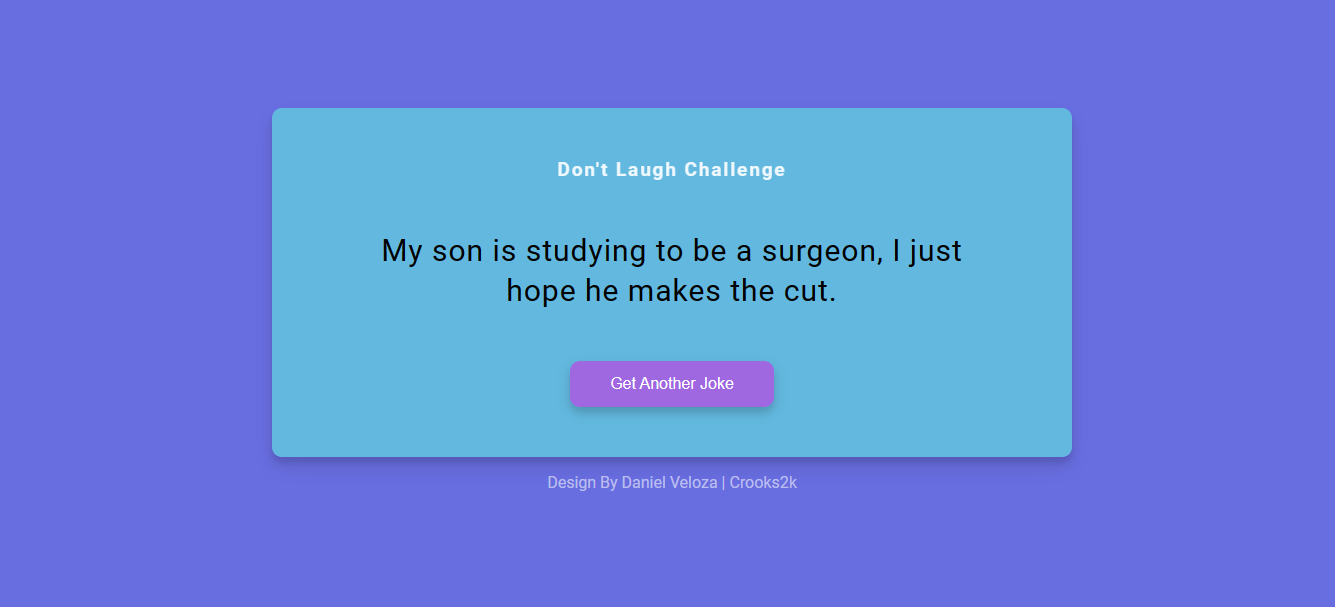 Don't Laugh Challenge
My son is studying to be a surgeon, I just
hope he makes the cut.
Get Another Joke
Design By Daniel Veloza | Crooks2k